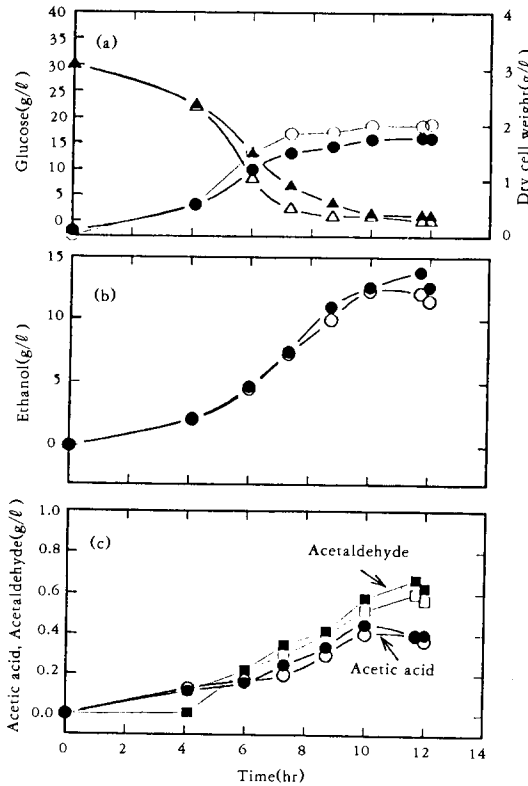 (a)
Glucose(g/ℓ)
40
35
30
25
20
15
10
5
0
Dry cell weight(g/ℓ)
4
3
2
1
0
(b)
Ethanol(g/ℓ)
15
10
5
0
(c)
Acetic acid, Acetaldehyde(g/ℓ)
1.0
0.8
0.6
0.4
0.2
0.0
Acetaldehyde
Acetic acid
0 2 4 6 8 10 12 14
Time(hr)